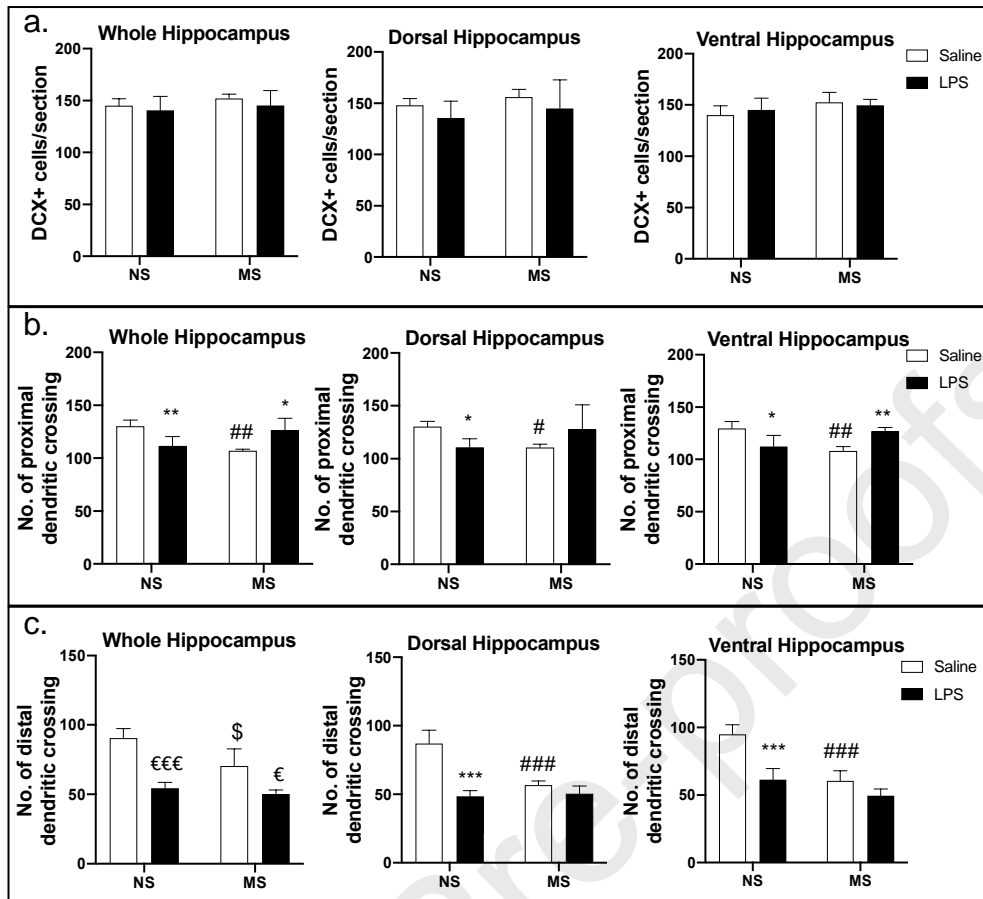 a.
Whole Hippocampus
DCX+ cells/section
200
150
100
50
0
NS MS
Dorsal Hippocampus
DCX+ cells/section
200
150
100
50
0
NS MS
Ventral Hippocampus
DCX+ cells/section
200
150
100
50
0
NS MS
Saline
LPS
b.
Whole Hippocampus
No. of proximal
dendritic crossing
200
150
100
50
0
** ## *
NS MS
Dorsal Hippocampus
No. of proximal
dendritic crossing
200
150
100
50
0
* #
NS MS
Ventral Hippocampus
No. of proximal
dendritic crossing
200
150
100
50
0
* ## **
NS MS
Saline
LPS
c.
Whole Hippocampus
No. of distal
dendritic crossing
150
100
50
0
€€€ $ €
NS MS
Dorsal Hippocampus
No. of distal
dendritic crossing
150
100
50
0
*** ###
NS MS
Ventral Hippocampus
No. of distal
dendritic crossing
150
100
50
0
*** ###
NS MS
Saline
LPS
re-proofs